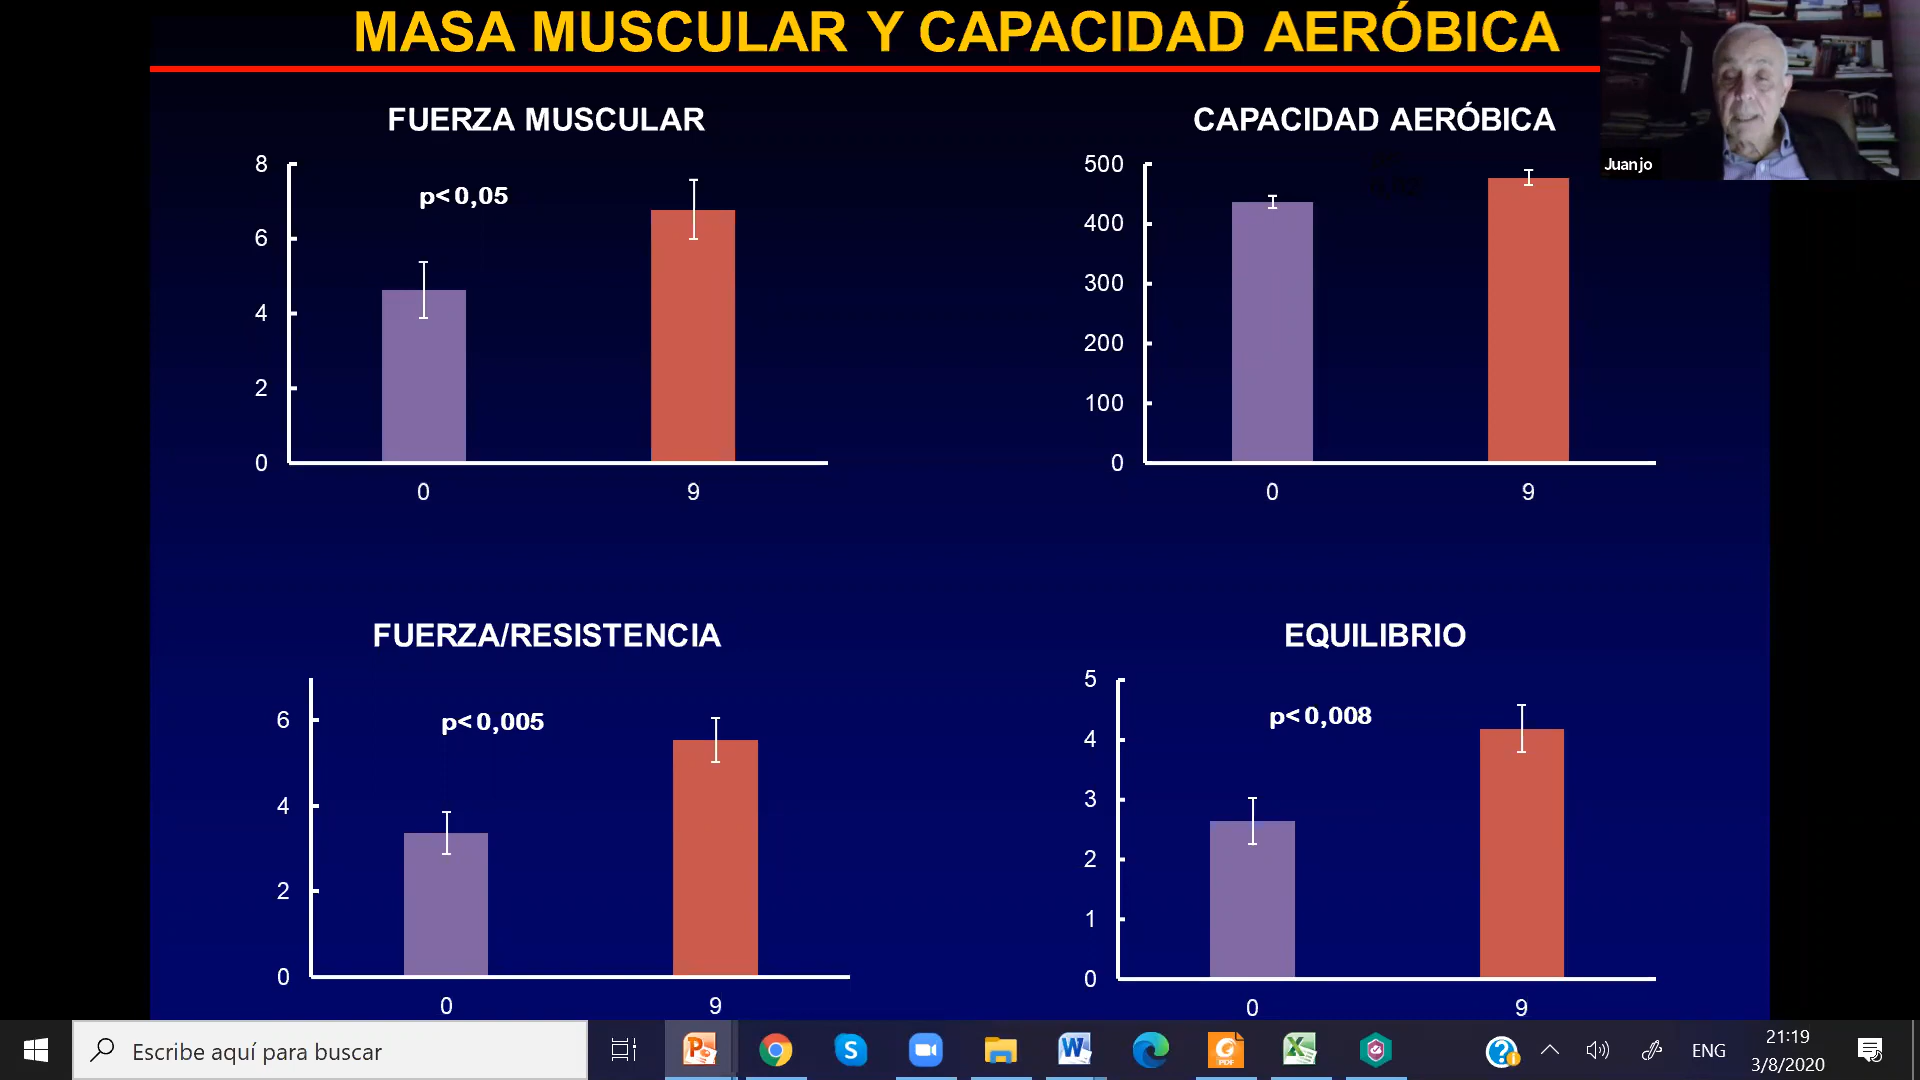 MASA MUSCULAR Y CAPACIDAD AERÓBICA
Juanjo
FUERZA MUSCULAR
8
6
4
2
0
p< 0,05
0
9
CAPACIDAD AERÓBICA
500
400
300
200
100
0
0
9
FUERZA/RESISTENCIA
6
4
2
0
p< 0,005
0
9
EQUILIBRIO
5
4
3
2
1
0
p< 0,008
0
9
Escribe aquí para buscar
ENG
21:19
3/8/2020